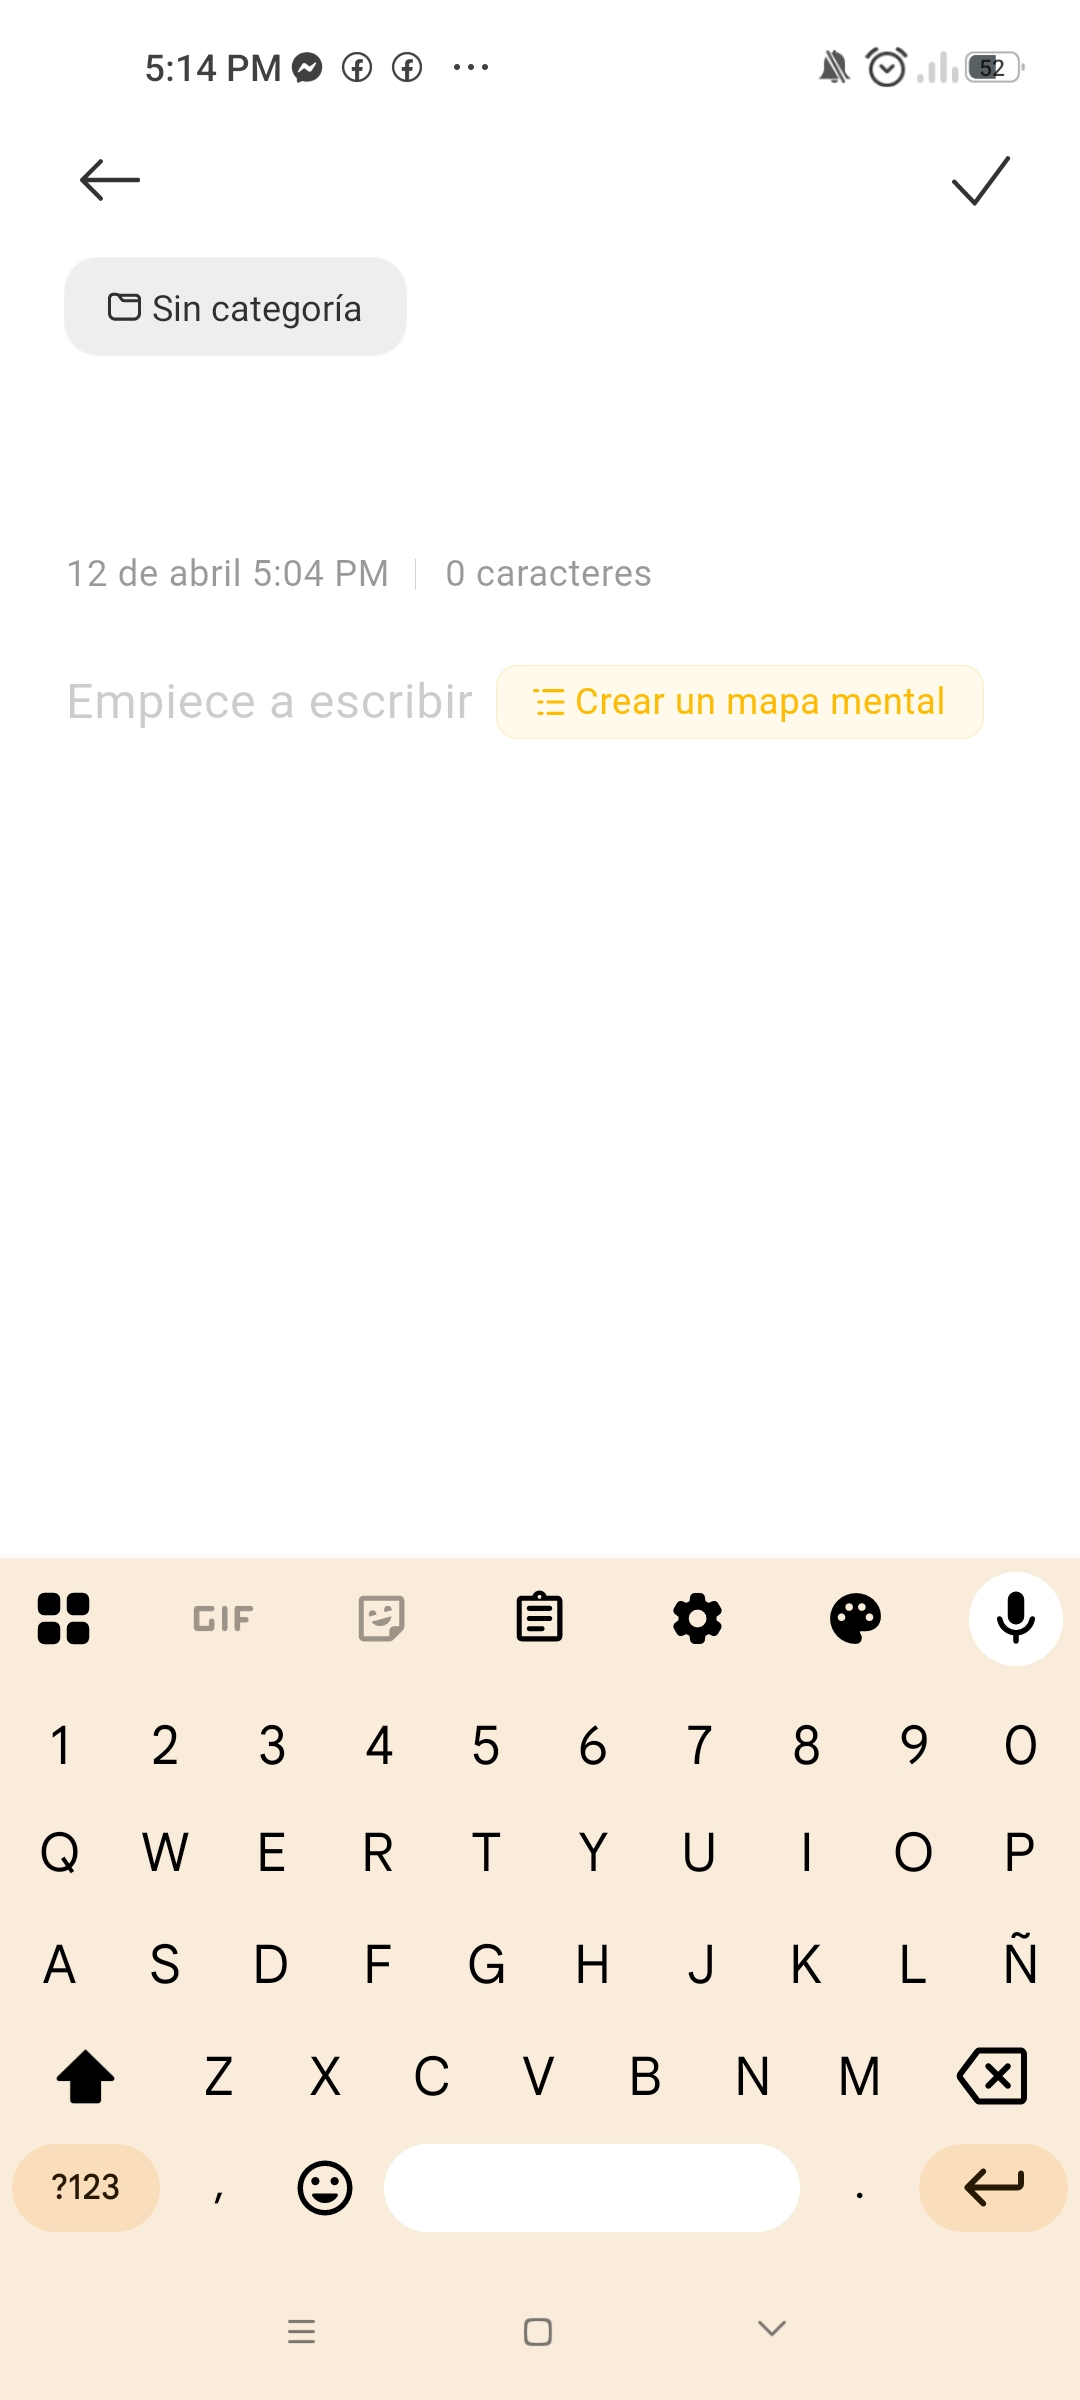 5:14 PM 52
Sin categoría
12 de abril 5:04 PM | 0 caracteres
Empiece a escribir Crear un mapa mental
GIF
1 2 3 4 5 6 7 8 9 0
Q W E R T Y U I O P
A S D F G H J K L Ñ
Z X C V B N M
?123 , .